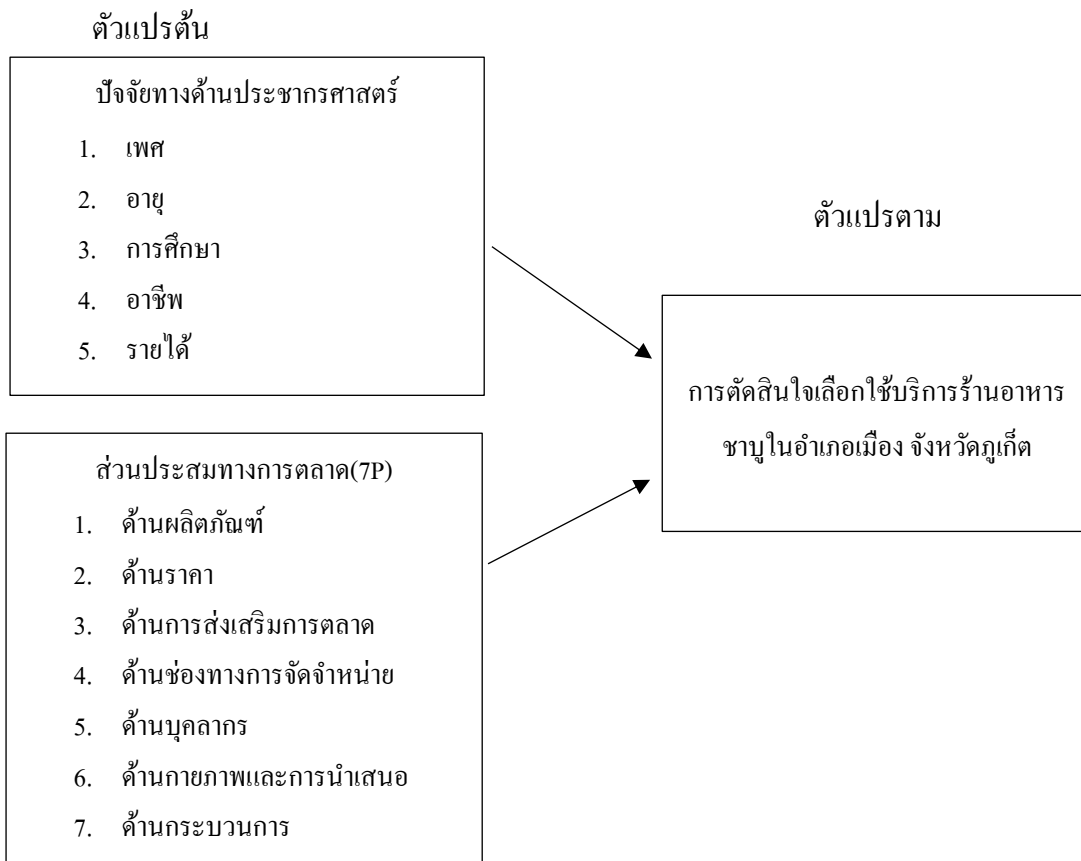 ตัวแปรต้น
ปัจจัยทางด้านประชากรศาสตร์
1. เพศ
2. อายุ
3. การศึกษา
4. อาชีพ
5. รายได้
ส่วนประสมทางการตลาด(7P)
1. ด้านผลิตภัณฑ์
2. ด้านราคา
3. ด้านการส่งเสริมการตลาด
4. ด้านช่องทางการจัดจำหน่าย
5. ด้านบุคลากร
6. ด้านกายภาพและการนำเสนอ
7. ด้านกระบวนการ
ตัวแปรตาม
การตัดสินใจเลือกใช้บริการร้านอาหาร
ชาบูในอำเภอเมือง จังหวัดภูเก็ต